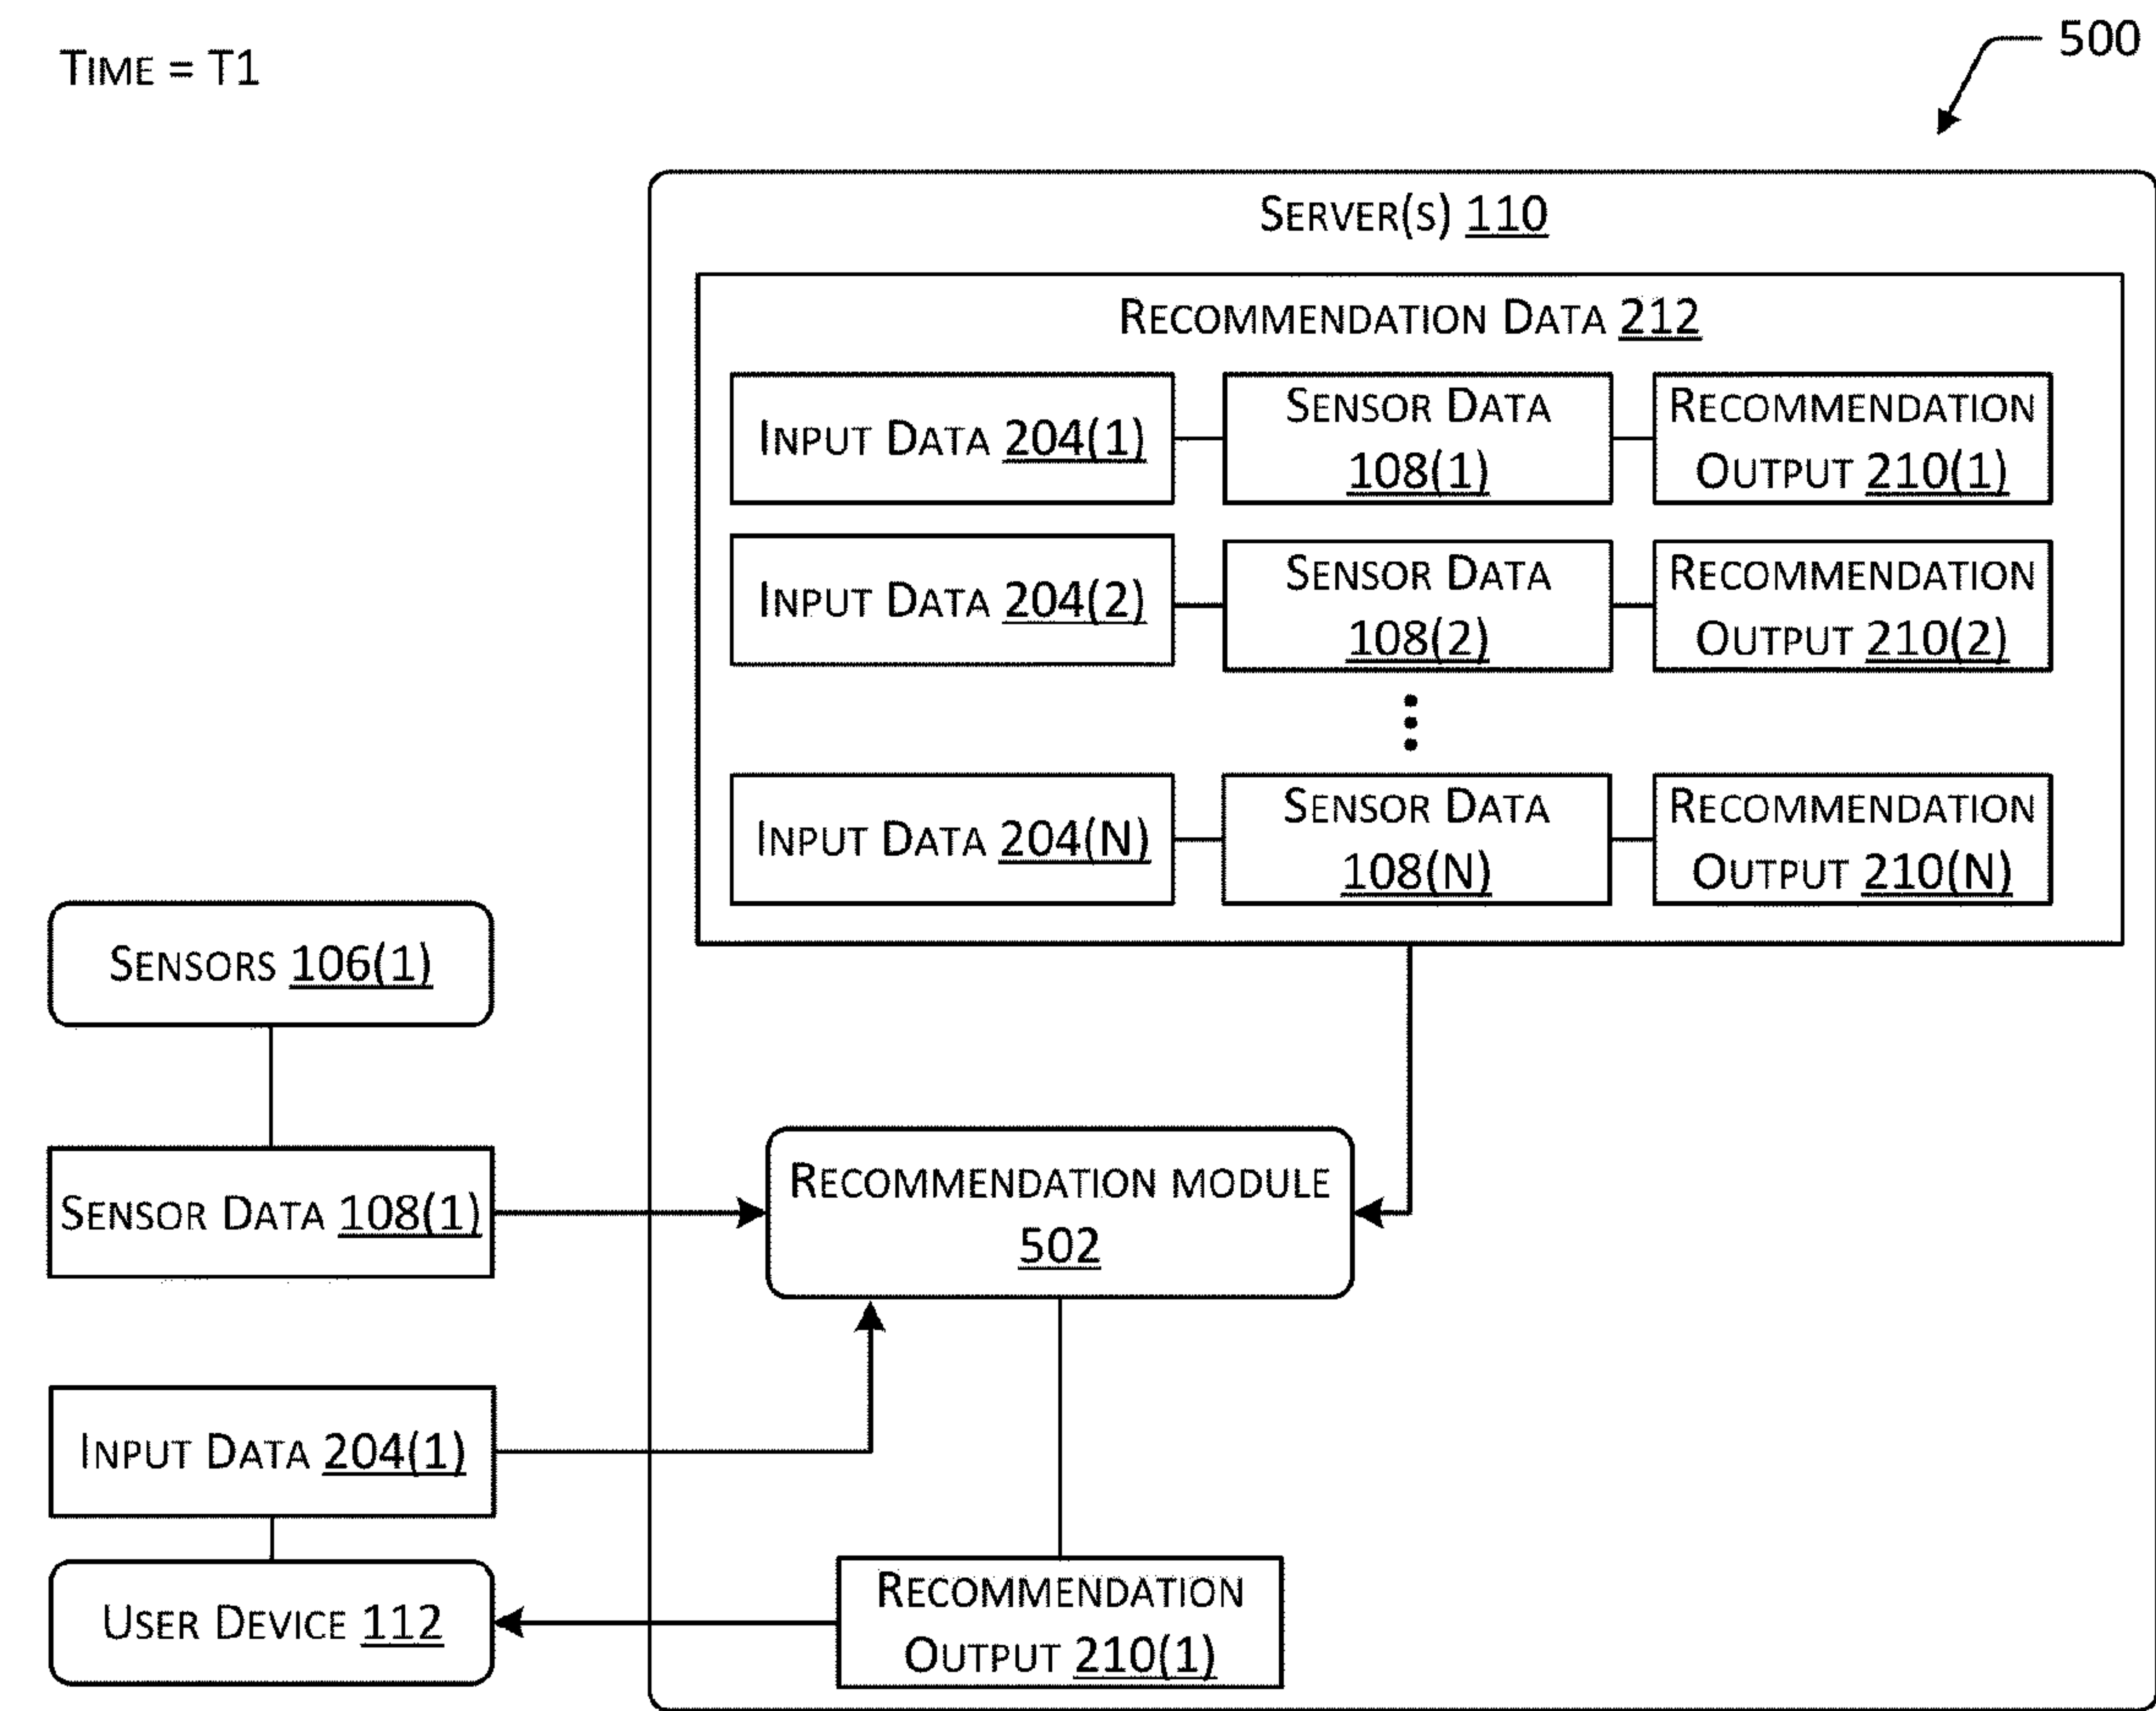 TIME = T1
500
SERVER(S) 110
RECOMMENDATION DATA 212
INPUT DATA 204(1)
SENSOR DATA
108(1)
RECOMMENDATION
OUTPUT 210(1)
INPUT DATA 204(2)
SENSOR DATA
108(2)
RECOMMENDATION
OUTPUT 210(2)
INPUT DATA 204(N)
SENSOR DATA
108(N)
RECOMMENDATION
OUTPUT 210(N)
SENSORS 106(1)
SENSOR DATA 108(1)
RECOMMENDATION MODULE
502
INPUT DATA 204(1)
USER DEVICE 112
RECOMMENDATION
OUTPUT 210(1)